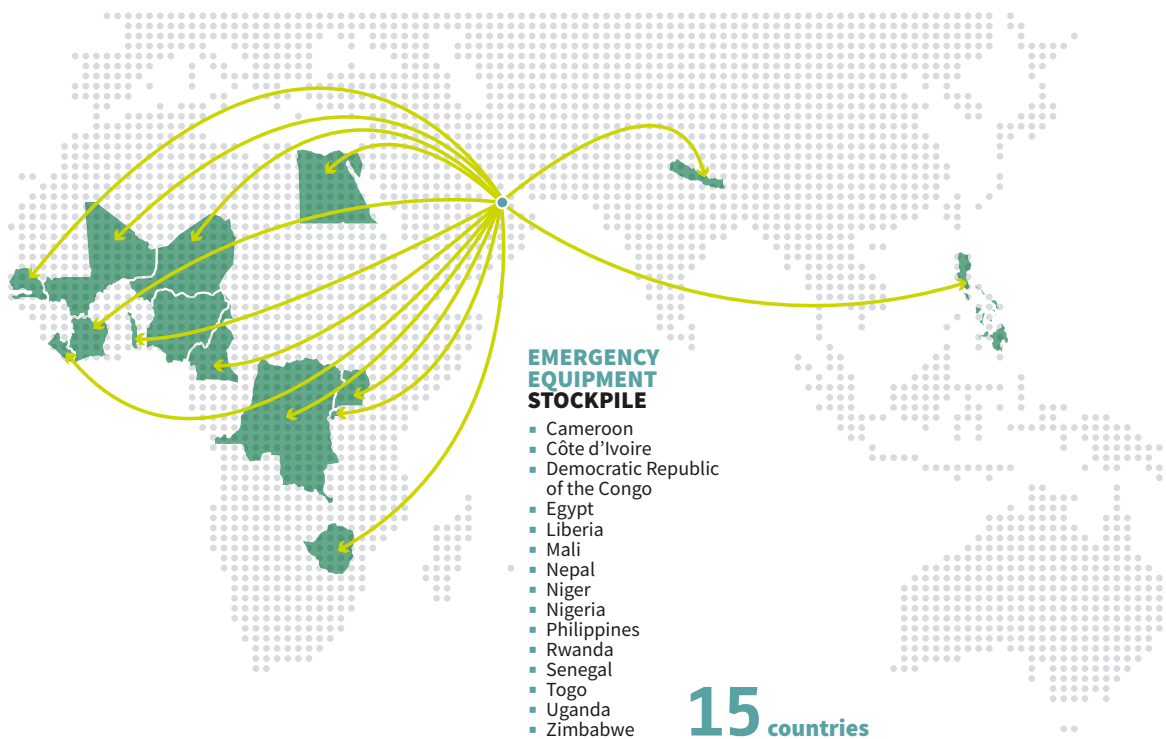 EMERGENCY
EQUIPMENT
STOCKPILE
▪ Cameroon
▪ Côte d’Ivoire
▪ Democratic Republic
of the Congo
▪ Egypt
▪ Liberia
▪ Mali
▪ Nepal
▪ Niger
▪ Nigeria
▪ Philippines
▪ Rwanda
▪ Senegal
▪ Togo
▪ Uganda
▪ Zimbabwe
15 countries